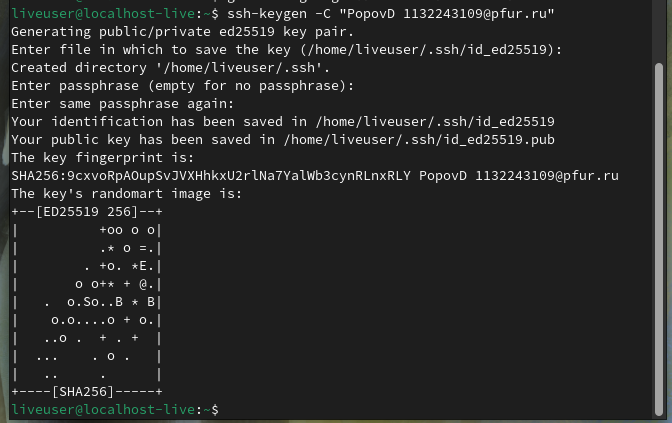 liveuser@localhost-live:~$ ssh-keygen -C "PopovD 1132243109@pfur.ru"
Generating public/private ed25519 key pair.
Enter file in which to save the key (/home/liveuser/.ssh/id_ed25519):
Created directory '/home/liveuser/.ssh'.
Enter passphrase (empty for no passphrase):
Enter same passphrase again:
Your identification has been saved in /home/liveuser/.ssh/id_ed25519
Your public key has been saved in /home/liveuser/.ssh/id_ed25519.pub
The key fingerprint is:
SHA256:9cxvoRpAOupSvJVXHhkxU2rlNa7YalWb3cynRLnxRLY PopovD 1132243109@pfur.ru
The key's randomart image is:
+--[ED25519 256]--+
|          +oo o o|
|          .* o =.|
|        . +o. *E.|
|       o o+* + @.|
|   .  o.So..B * B|
|    o.o....o + o.|
|   ..o .  + . +  |
|  ...    . o .   |
|   ..     .      |
+----[SHA256]-----+
liveuser@localhost-live:~$